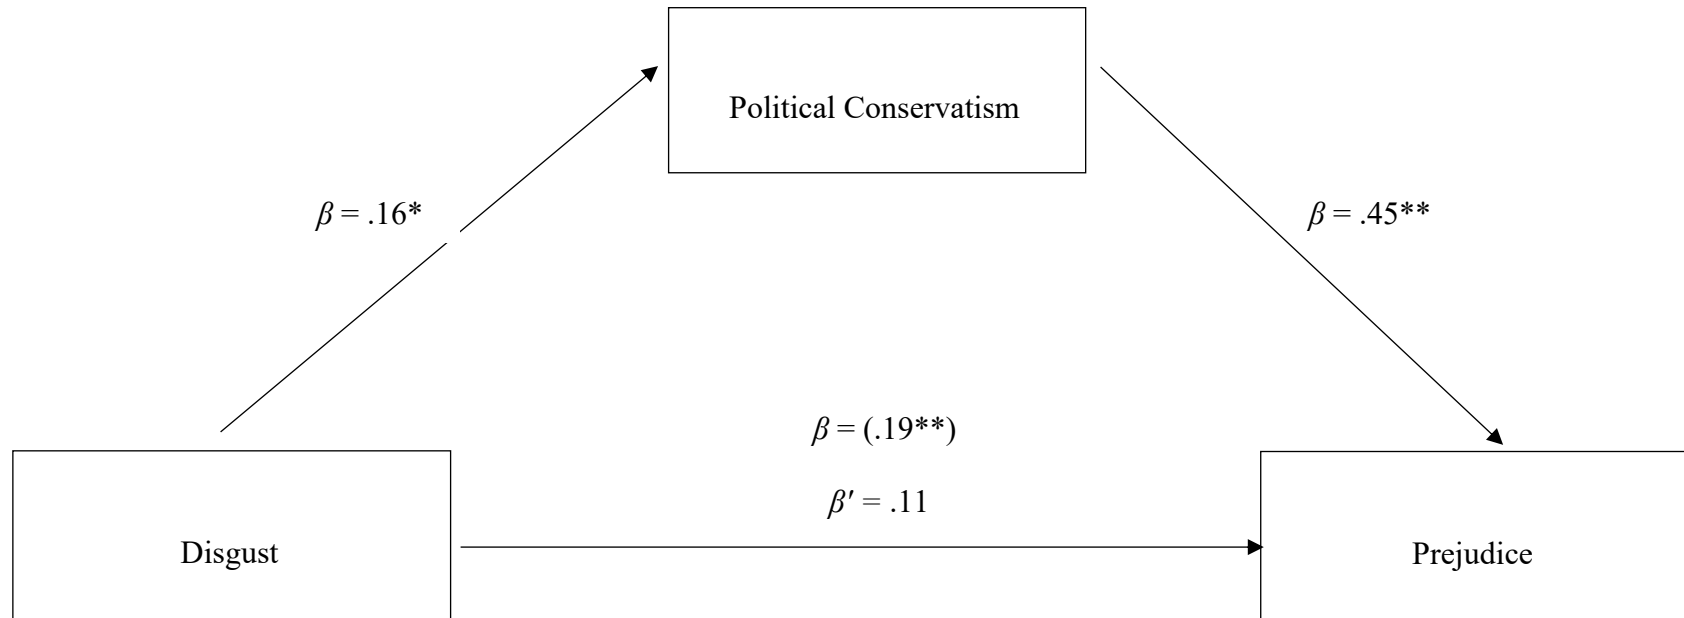 Political Conservatism
β = .16*
β = .45**
β = (.19**)
β′ = .11
Disgust
Prejudice